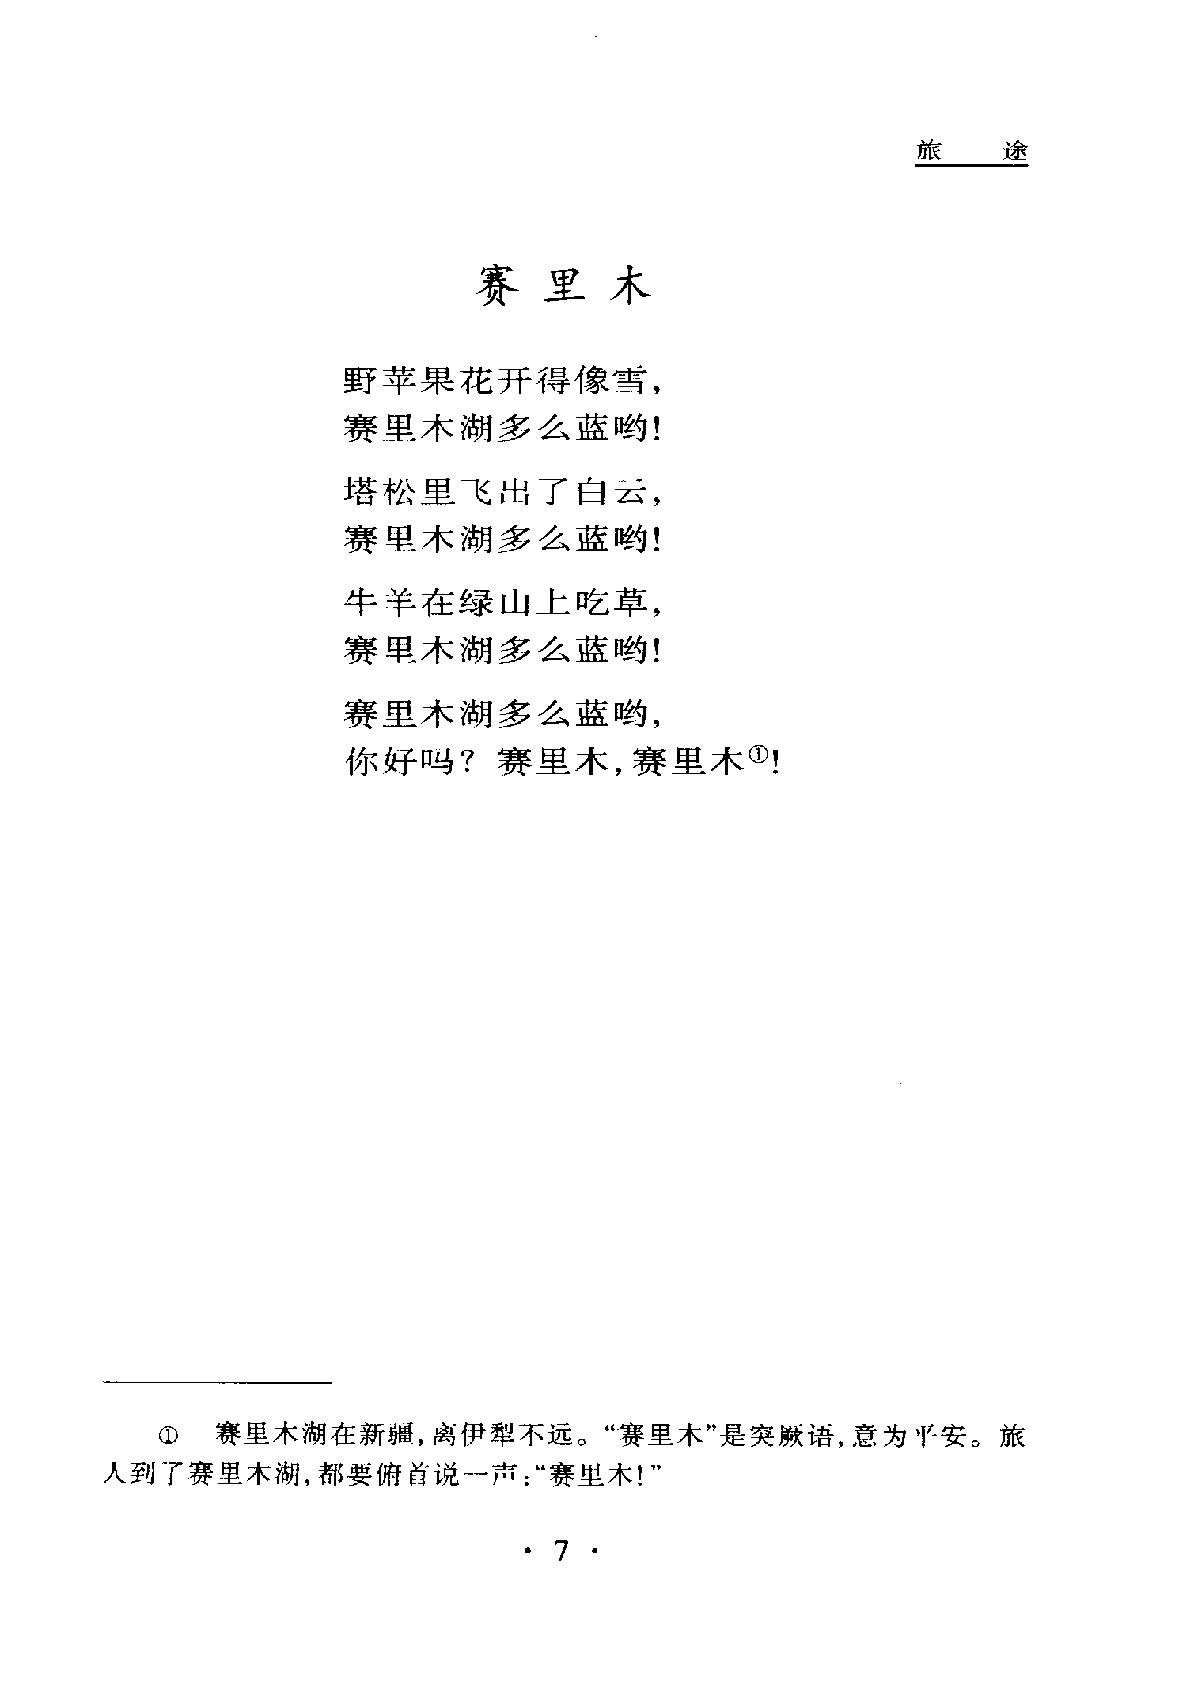 旅 途
赛里木
野苹果花开得像雪，
赛里木湖多么蓝哟！
塔松里飞出了白云，
赛里木湖多么蓝哟！
牛羊在绿山上吃草，
赛里木湖多么蓝哟！
赛里木湖多么蓝哟，
你好吗？赛里木，赛里木①！
① 赛里木湖在新疆，离伊犁不远。“赛里木”是突厥语，意为平安。旅
人到了赛里木湖，都要俯首说一声：“赛里木！”
· 7 ·